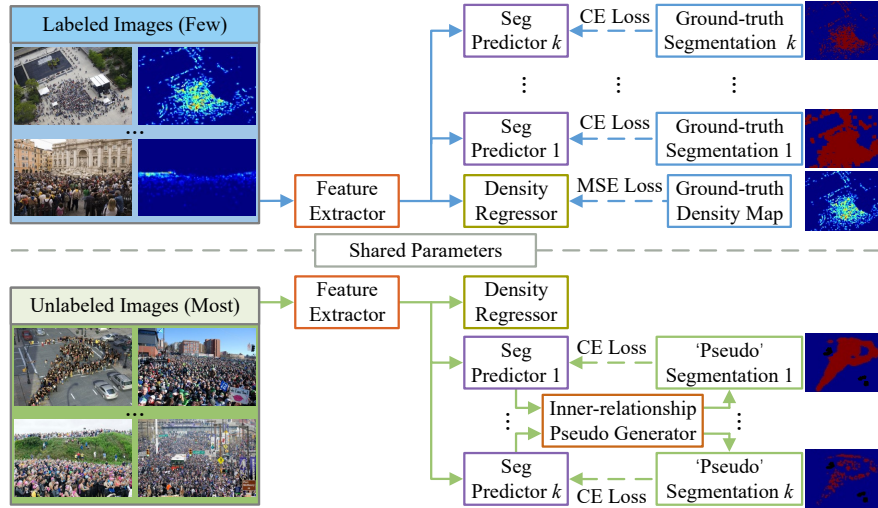 Labeled Images (Few)
...
Feature
Extractor
Seg
Predictor k
CE Loss
Ground-truth
Segmentation k
... ... ...
Seg
Predictor 1
CE Loss
Ground-truth
Segmentation 1
Density
Regressor
MSE Loss
Ground-truth
Density Map
Shared Parameters
Unlabeled Images (Most)
...
Feature
Extractor
Density
Regressor
Seg
Predictor 1
CE Loss
‘Pseudo’
Segmentation 1
...
Inner-relationship
Pseudo Generator
...
Seg
Predictor k
CE Loss
‘Pseudo’
Segmentation k